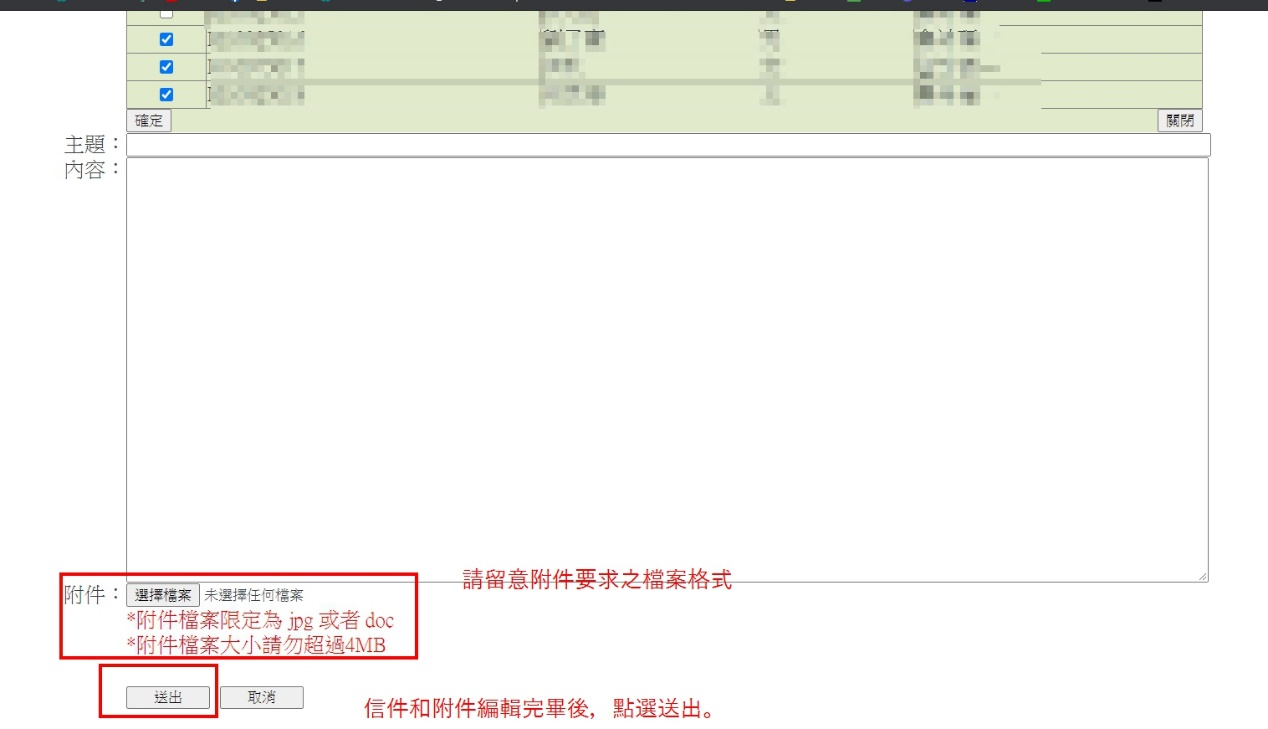 確定
關閉
主題：
內容：
請留意附件要求之檔案格式
附件：選擇檔案 未選擇任何檔案
*附件檔案限定為 jpg 或者 doc
*附件檔案大小請勿超過4MB
送出 取消
信件和附件編輯完畢後，點選送出。